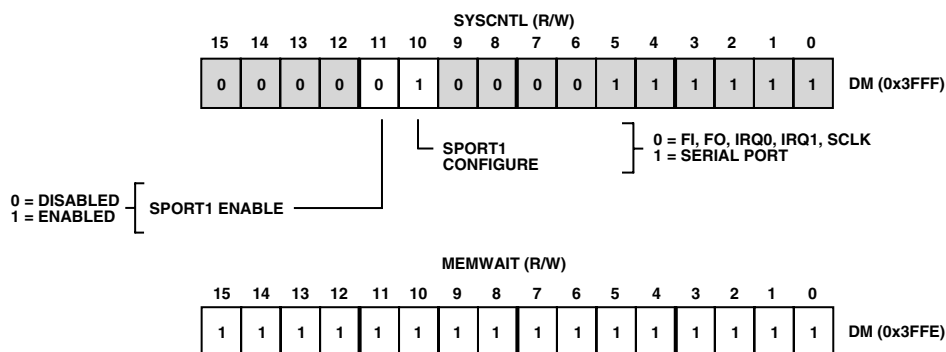 SYSCNTL (R/W)
15 14 13 12 11 10 9 8 7 6 5 4 3 2 1 0
0 0 0 0 0 1 0 0 0 0 1 1 1 1 1 1 DM (0x3FFF)
SPORT1
CONFIGURE
0 = FI, FO, IRQ0, IRQ1, SCLK
1 = SERIAL PORT
0 = DISABLED
1 = ENABLED
SPORT1 ENABLE
MEMWAIT (R/W)
15 14 13 12 11 10 9 8 7 6 5 4 3 2 1 0
1 1 1 1 1 1 1 1 1 1 1 1 1 1 1 1 DM (0x3FFE)